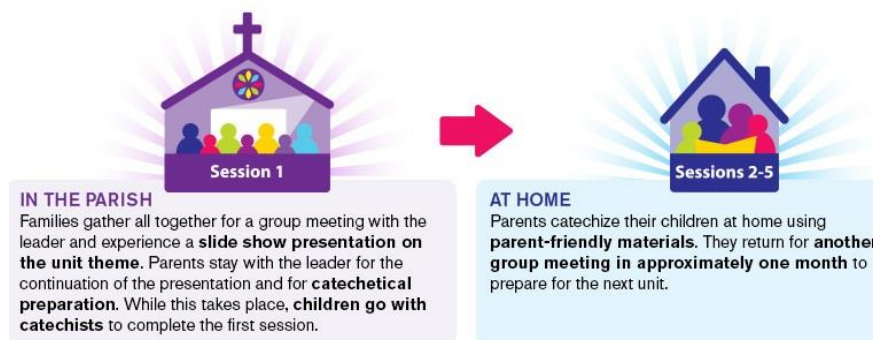 Session 1
IN THE PARISH
Families gather all together for a group meeting with the
leader and experience a slide show presentation on
the unit theme. Parents stay with the leader for the
continuation of the presentation and for catechetical
preparation. While this takes place, children go with
catechists to complete the first session.
Sessions 2-5
AT HOME
Parents catechize their children at home using
parent-friendly materials. They return for another
group meeting in approximately one month to
prepare for the next unit.